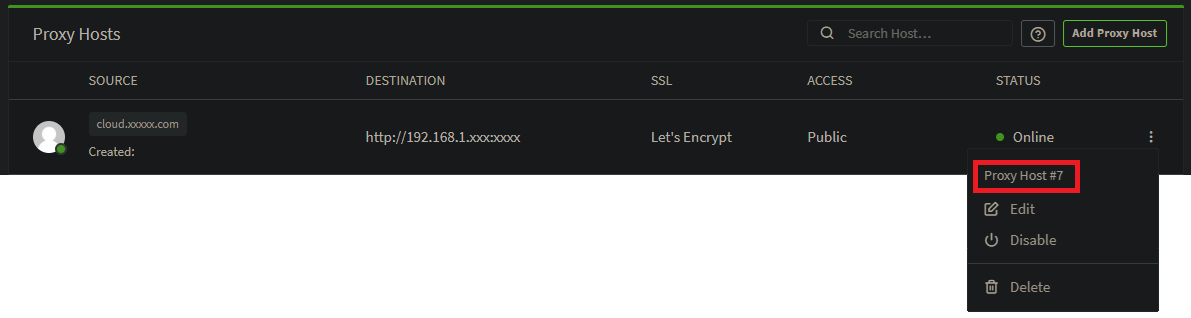 Proxy Hosts
Search Host...
Add Proxy Host
SOURCE DESTINATION SSL ACCESS STATUS
cloud.xxxxx.com
http://192.168.1.xxx:xxxx Let's Encrypt Public Online
Created:
Proxy Host #7
Edit
Disable
Delete